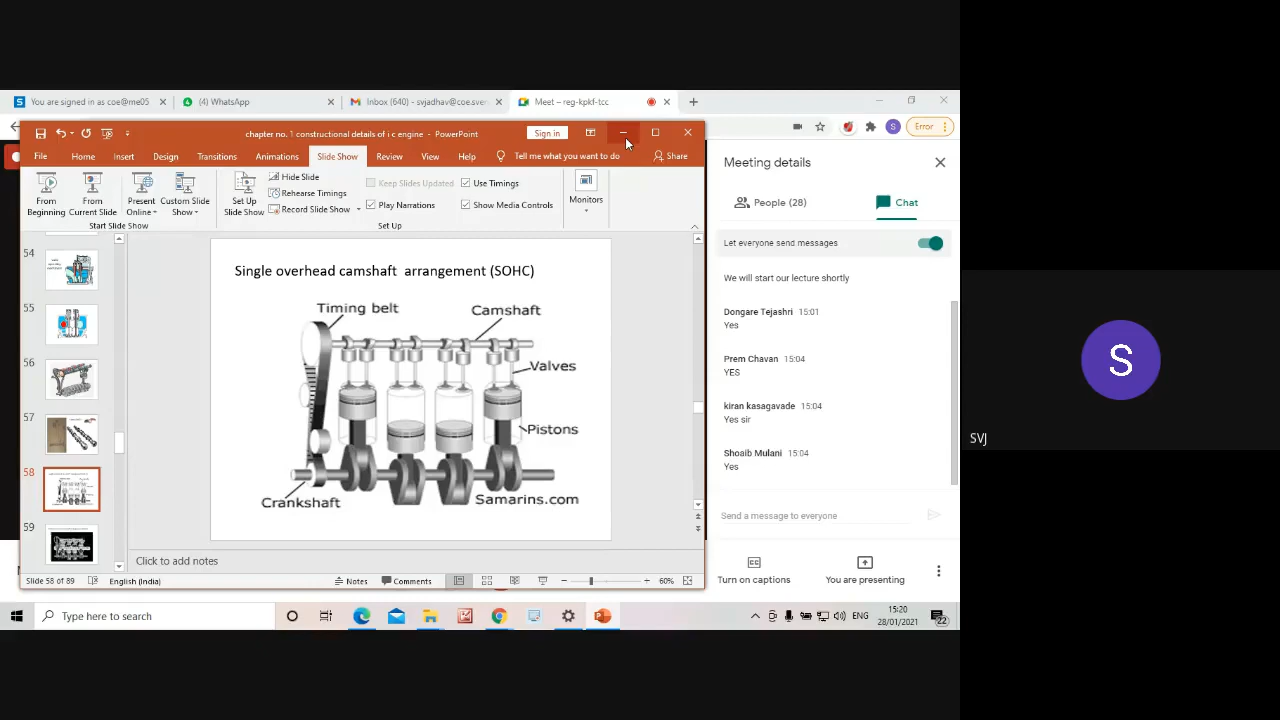 You are signed in as coe@me05
(4) WhatsApp
Inbox (640) - svjadhav@coe.sve
Meet – reg-kpkf-tcc
Error
chapter no. 1 constructional details of i c engine - PowerPoint
Sign in
File
Home
Insert
Design
Transitions
Animations
Slide Show
Review
View
Help
Tell me what you want to do
Share
From Beginning
From Current Slide
Present Online
Custom Slide Show
Start Slide Show
Set Up Slide Show
Hide Slide
Rehearse Timings
Record Slide Show
Keep Slides Updated
Play Narrations
Use Timings
Show Media Controls
Set Up
Monitors
54
55
56
57
58
59
Single overhead camshaft arrangement (SOHC)
Timing belt
Camshaft
Valves
Pistons
Crankshaft
Samarins.com
Click to add notes
Slide 58 of 89
English (India)
Notes
Comments
60%
Meeting details
People (28)
Chat
Let everyone send messages
We will start our lecture shortly
Dongare Tejashri 15:01
Yes
Prem Chavan 15:04
YES
kiran kasagavade 15:04
Yes sir
Shoaib Mulani 15:04
Yes
Send a message to everyone
Turn on captions
You are presenting
Type here to search
ENG
15:20
28/01/2021
22
S
SVJ